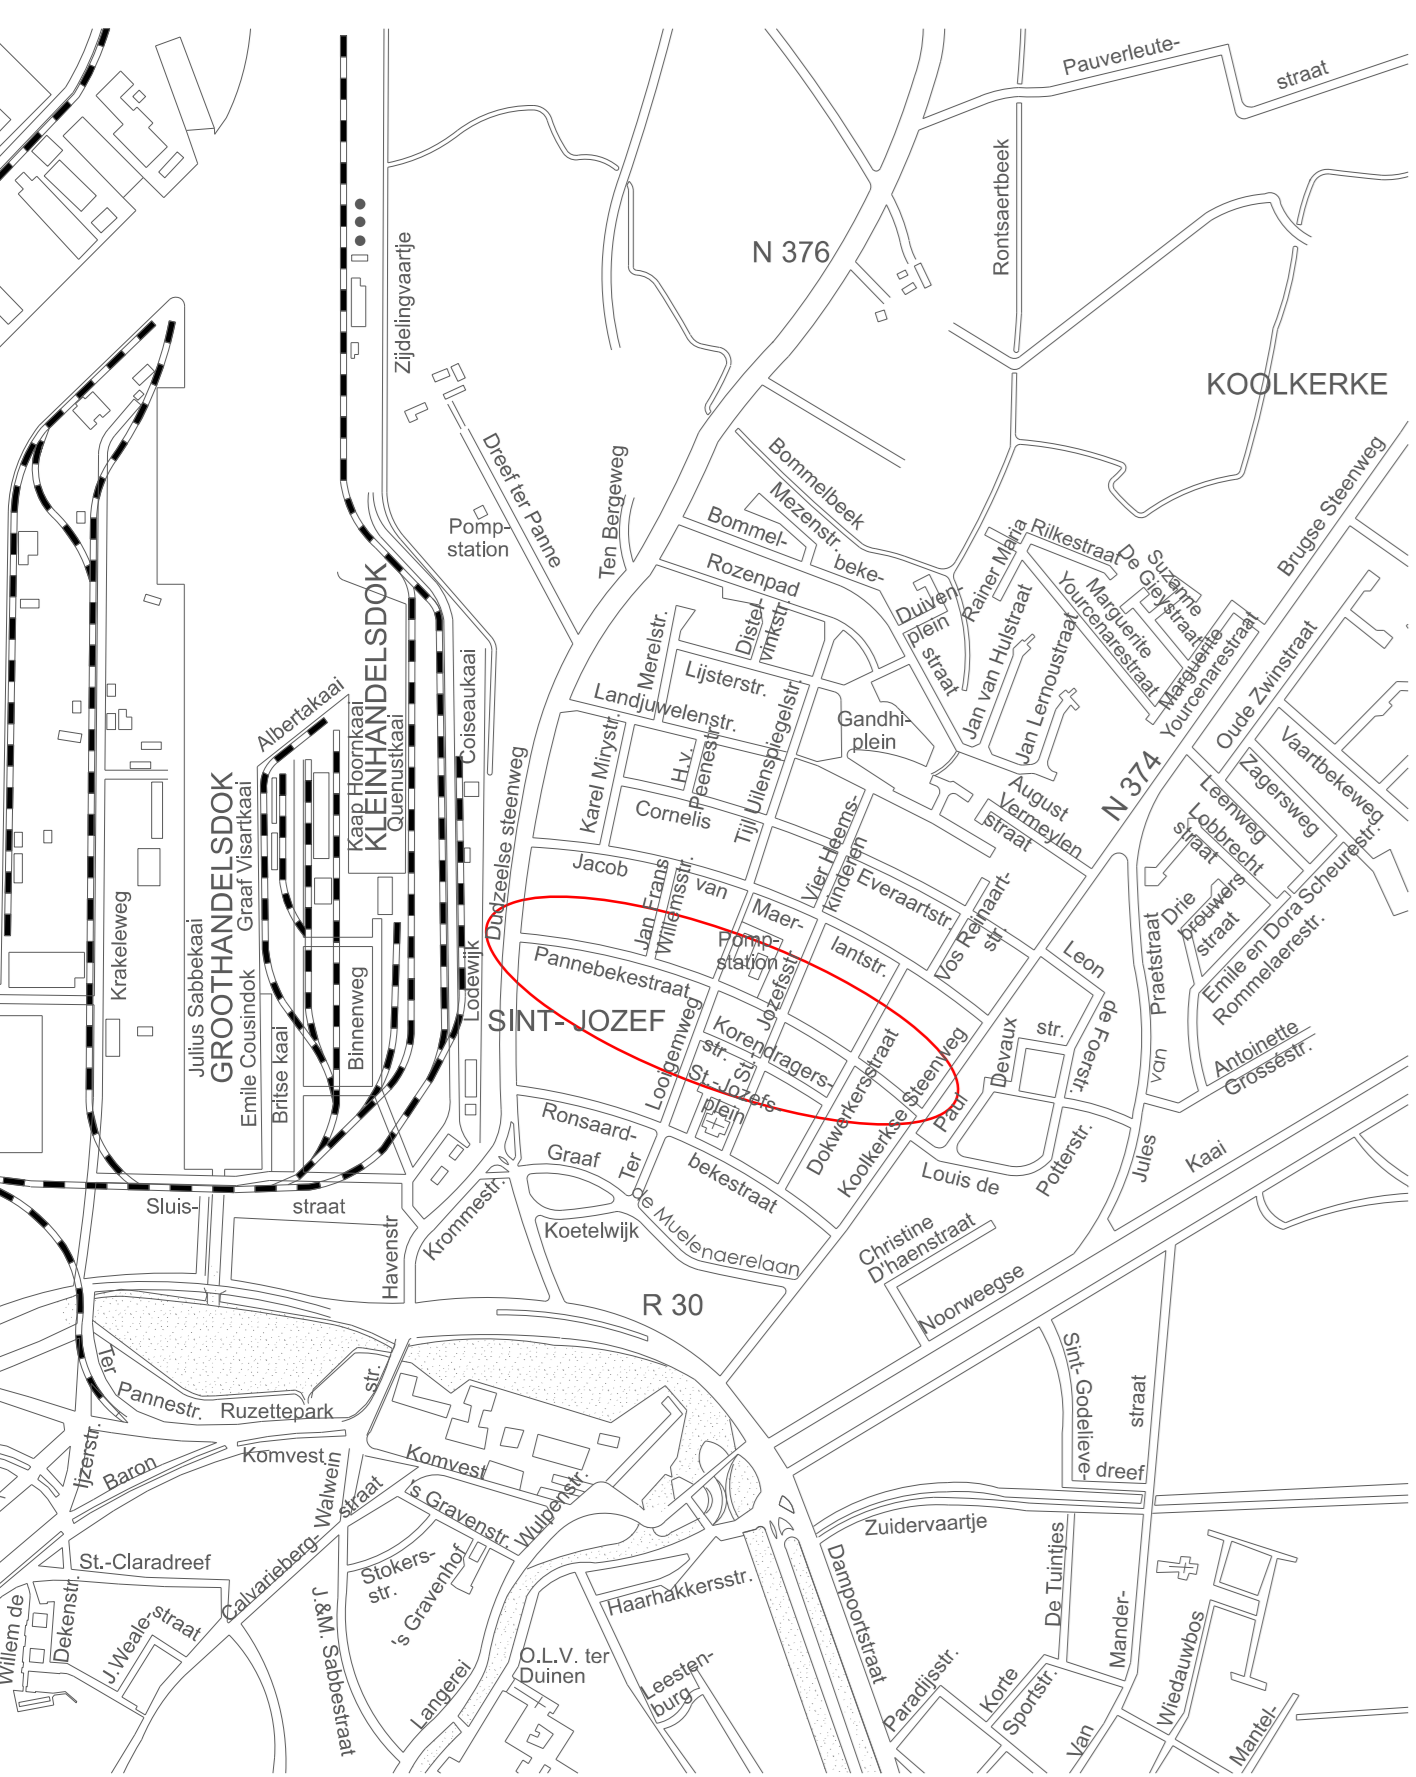 Pauverleute-
straat
Rontsaertbeek
N 376
Zijdelingvaartje
KOOLKERKE
Dreef ter Panne
Ten Bergeweg
Pomp-
station
Bommelbeek
Mezenstr.
Bommel-
beke-
straat
Rozenpad
Duiven-
plein
Rainer Maria
Rilkestraat
Suzanne
De Gieystraat
Marguerite
Yourcenarestraat
Marguerite
Yourcenarestraat
Brugse Steenweg
Jan van Hulstraat
Jan Lernoustraat
Oude Zwinstraat
Vaartbekeweg
Zagersweg
Leenweg
Lobbrecht
straat
N 374
Distel-
vinkstr.
Merelstr.
Lijsterstr.
Landjuwelenstr.
Gandhi-
plein
Albertakaai
Kaap Hoornkaai
KLEINHANDELSDOK
Quenustkaai
Coiseaukaai
Lodewijk
GROOTHANDELSDOK
Graaf Visartkaai
Julius Sabbekaai
Emile Cousindok
Britse kaai
Binnenweg
Krakeleweg
Dudzeelse steenweg
Karel Mirystr.
H.v.
Peenestr.
Tijl Uilenspiegelstr.
Cornelis
August
Vermeylen
straat
Vier Heems-
kinderen
Everaartstr.
Vos Reinaart-
str.
Jacob
van
Maer-
lantstr.
Jan Frans
Willemsstr.
Pomp-
station
Pannebekestraat
SINT- JOZEF
St.-
Jozefsstr.
Looigemweg
Ter
Korendragers-
str.
St.-Jozefs-
plein
Dokwerkersstraat
Koolkerkse Steenweg
Leon
de Foerstr.
Paul
Devaux
str.
Drie
brouwers
straat
Emile en Dora Scheurestr.
Rommelaerestr.
Antoinette
Grosséstr.
Jules
van
Praetstraat
Potterstr.
Louis de
Kaai
Noorweegse
Christine
D'haenstraat
Ronsaard-
bekestraat
Graaf
de Muelenaerelaan
Koetelwijk
Krommestr.
Havenstr
Sluis-
straat
R 30
Ter
Pannestr.
Ruzettepark
str.
Komvest
Komvest
Ijzerstr.
Baron
Walwein
straat
Calvarieberg-
's Gravenstr.
Wulpenstr.
Stokers-
str.
's Gravenhof
St.-Claradreef
Willem de
Dekenstr.
J.Weale-
straat
J.&M. Sabbestraat
Langerei
O.L.V. ter
Duinen
Haarhakkersstr.
Leesten-
burg
Dampoortstraat
Zuidervaartje
Sint- Godelieve-
dreef
straat
Mander-
Van
De Tuintjes
Paradijsstr.
Korte
Sportstr.
Wiedauwbos
Mantel-